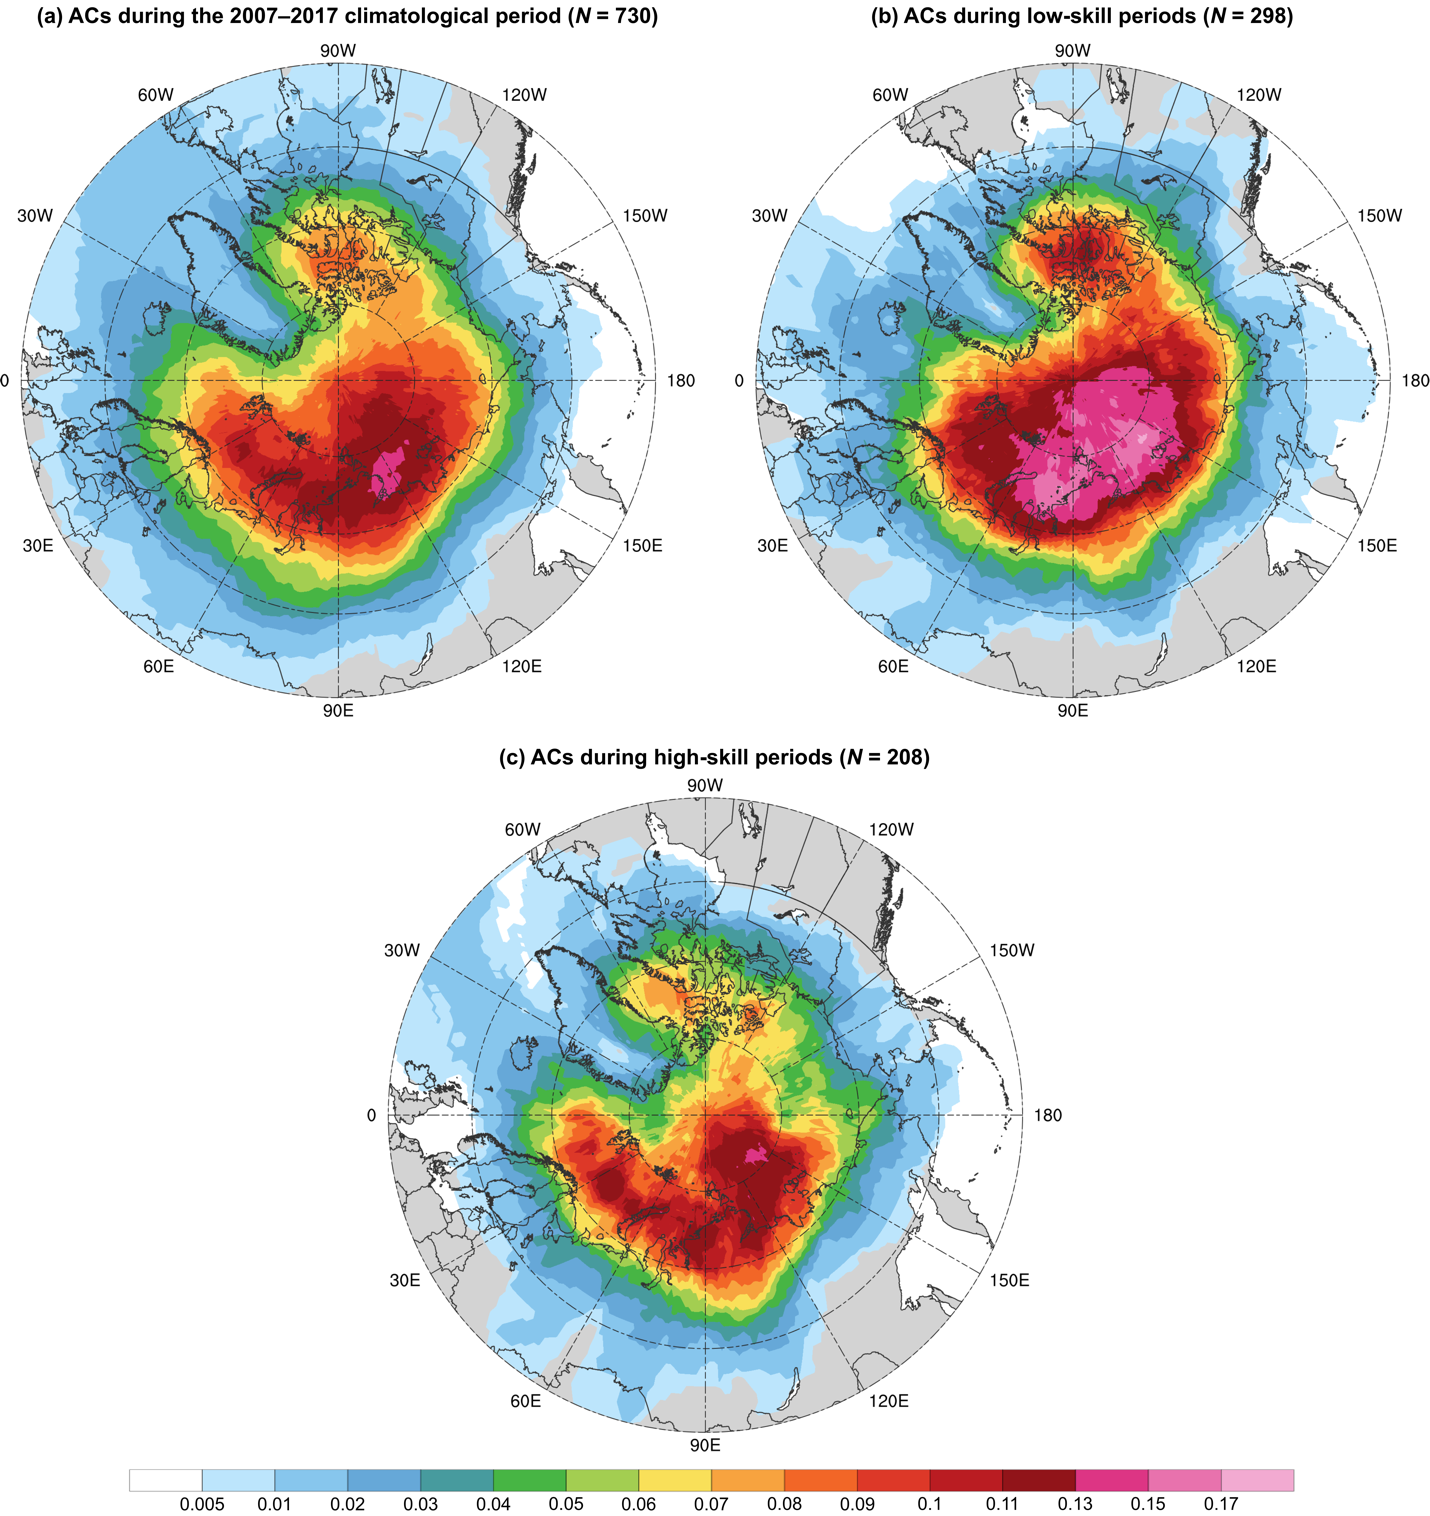 (a) ACs during the 2007–2017 climatological period (N = 730)
90W
60W
120W
30W
150W
0
180
30E
150E
60E
120E
90E
(b) ACs during low-skill periods (N = 298)
90W
60W
120W
30W
150W
0
180
30E
150E
60E
120E
90E
(c) ACs during high-skill periods (N = 208)
90W
60W
120W
30W
150W
0
180
30E
150E
60E
120E
90E
0.005 0.01 0.02 0.03 0.04 0.05 0.06 0.07 0.08 0.09 0.1 0.11 0.13 0.15 0.17